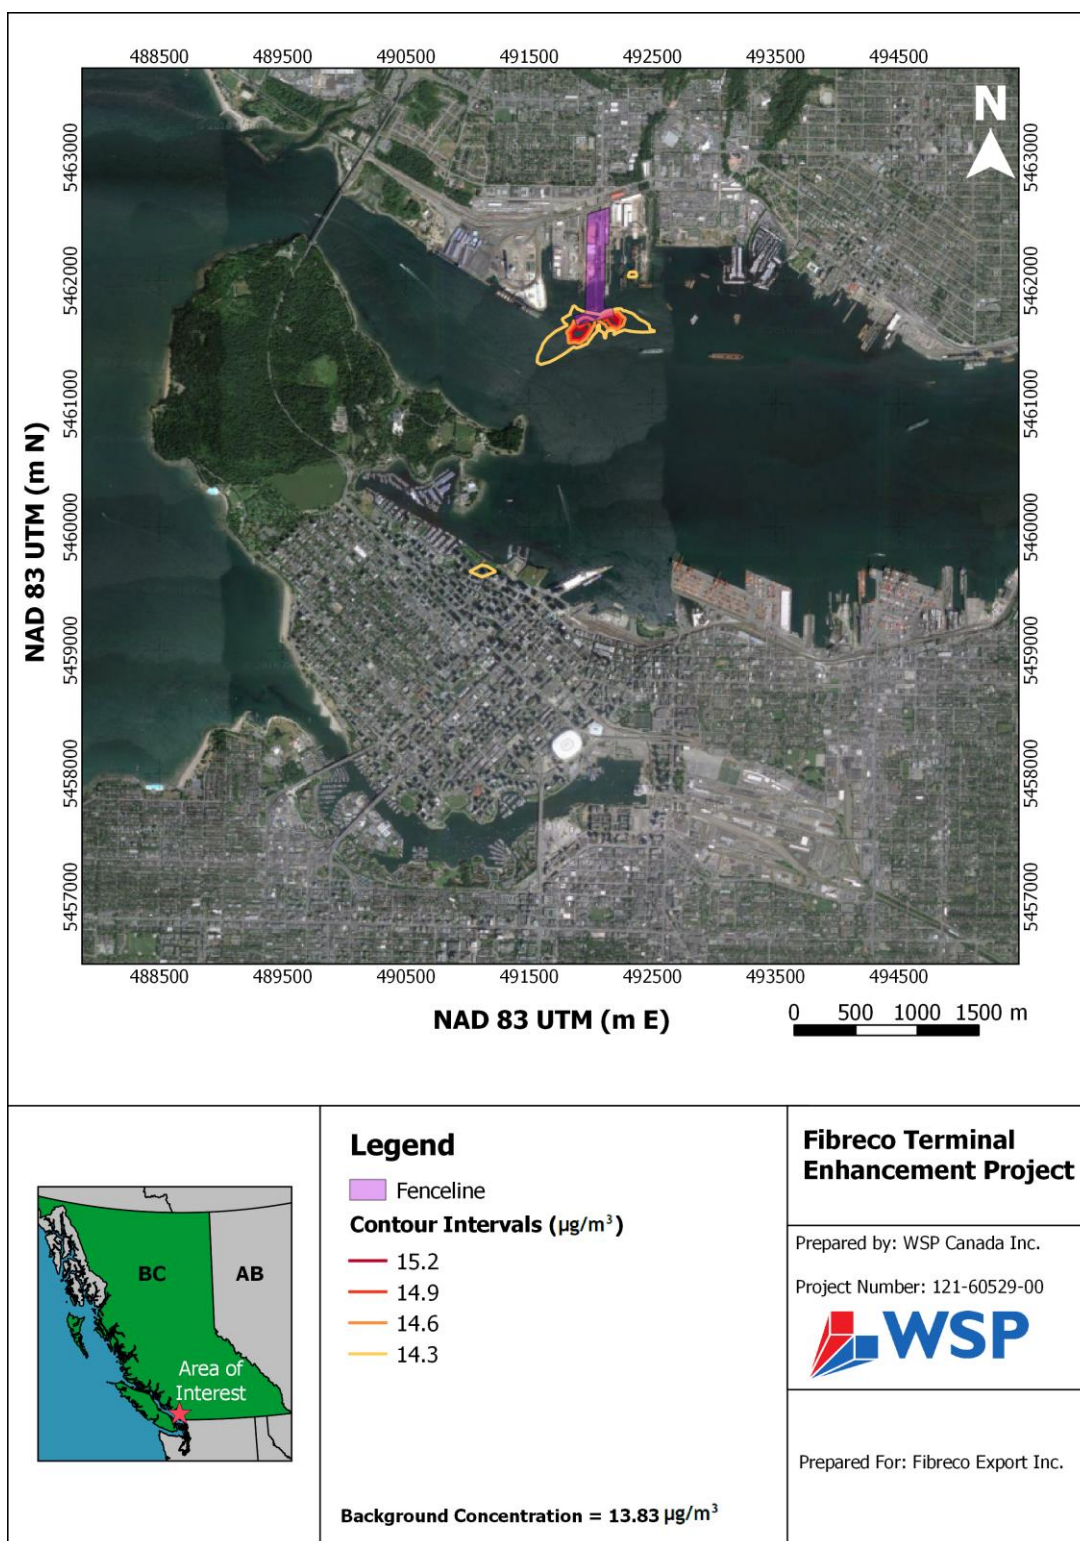 488500 489500 490500 491500 492500 493500 494500
N
5463000
5462000
5461000
5460000
5459000
5458000
5457000
NAD 83 UTM (m N)
5463000
5462000
5461000
5460000
5459000
5458000
5457000
488500 489500 490500 491500 492500 493500 494500
NAD 83 UTM (m E)
0 500 1000 1500 m
BC
AB
Area of
Interest
Legend
Fenceline
Contour Intervals (µg/m³)
15.2
14.9
14.6
14.3
Background Concentration = 13.83 µg/m³
Fibreco Terminal
Enhancement Project
Prepared by: WSP Canada Inc.
Project Number: 121-60529-00
WSP
Prepared For: Fibreco Export Inc.